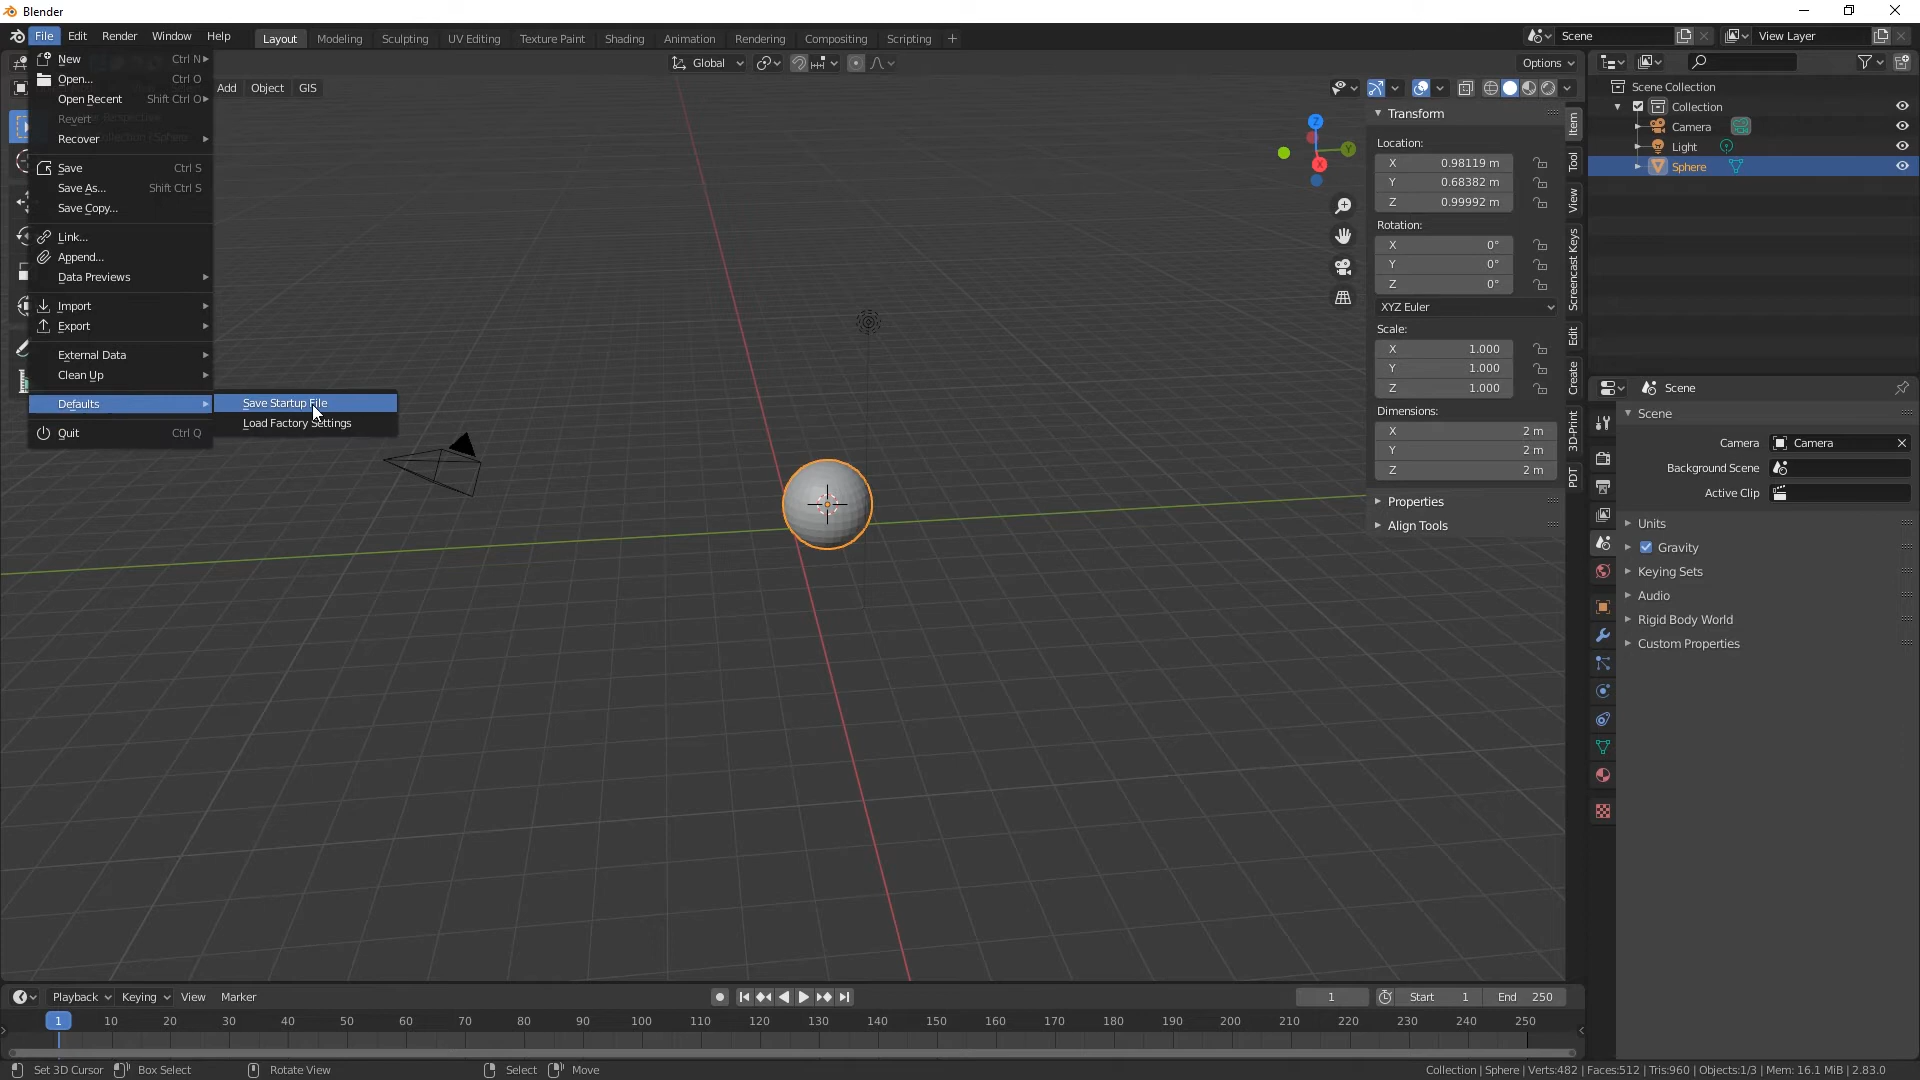 Blender
File Edit Render Window Help Layout Modeling Sculpting UV Editing Texture Paint Shading Animation Rendering Compositing Scripting + Scene View Layer
Add Object GIS
Global Options
New Ctrl N
Open... Ctrl O
Open Recent Shift Ctrl O
Revert
Recover
Save Ctrl S
Save As... Shift Ctrl S
Save Copy...
Link...
Append...
Data Previews
Import
Export
External Data
Clean Up
Defaults
Quit Ctrl Q
Save Startup File
Load Factory Settings
Z
Y
X
Transform
Location:
X 0.98119 m
Y 0.68382 m
Z 0.99992 m
Rotation:
X 0°
Y 0°
Z 0°
XYZ Euler
Scale:
X 1.000
Y 1.000
Z 1.000
Dimensions:
X 2 m
Y 2 m
Z 2 m
Properties
Align Tools
Item
Tool
View
Screencast Keys
Edit
Create
3D-Print
PDT
Scene Collection
Collection
Camera
Light
Sphere
Scene
Scene
Camera Camera
Background Scene
Active Clip
Units
Gravity
Keying Sets
Audio
Rigid Body World
Custom Properties
Playback Keying View Marker 1 Start 1 End 250
1 10 20 30 40 50 60 70 80 90 100 110 120 130 140 150 160 170 180 190 200 210 220 230 240 250
Set 3D Cursor Box Select Rotate View Select Move Collection | Sphere | Verts:482 | Faces:512 | Tris:960 | Objects:1/3 | Mem: 16.1 MiB | 2.83.0